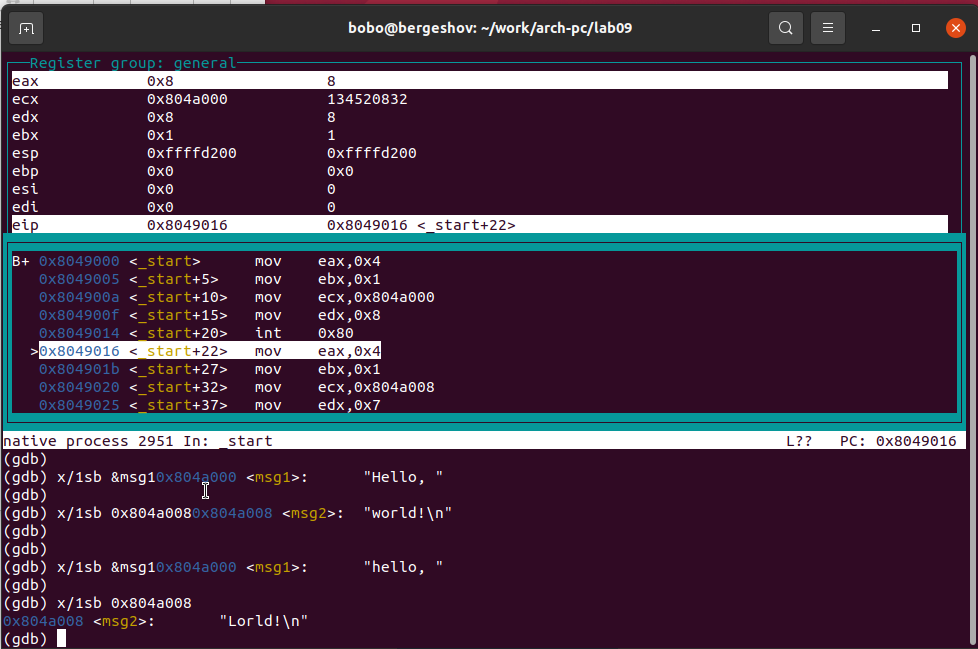 bobo@bergeshov: ~/work/arch-pc/lab09
Register group: general
eax 0x8 8
ecx 0x804a000 134520832
edx 0x8 8
ebx 0x1 1
esp 0xffffd200 0xffffd200
ebp 0x0 0x0
esi 0x0 0
edi 0x0 0
eip 0x8049016 0x8049016 <_start+22>
B+ 0x8049000 <_start> mov eax,0x4
0x8049005 <_start+5> mov ebx,0x1
0x804900a <_start+10> mov ecx,0x804a000
0x804900f <_start+15> mov edx,0x8
0x8049014 <_start+20> int 0x80
>0x8049016 <_start+22> mov eax,0x4
0x804901b <_start+27> mov ebx,0x1
0x8049020 <_start+32> mov ecx,0x804a008
0x8049025 <_start+37> mov edx,0x7
native process 2951 In: _start L?? PC: 0x8049016
(gdb)
(gdb) x/1sb &msg10x804a000 <msg1>: "Hello, "
(gdb)
(gdb) x/1sb 0x804a0080x804a008 <msg2>: "world!\n"
(gdb)
(gdb)
(gdb) x/1sb &msg10x804a000 <msg1>: "hello, "
(gdb)
(gdb) x/1sb 0x804a008
0x804a008 <msg2>: "Lorld!\n"
(gdb)